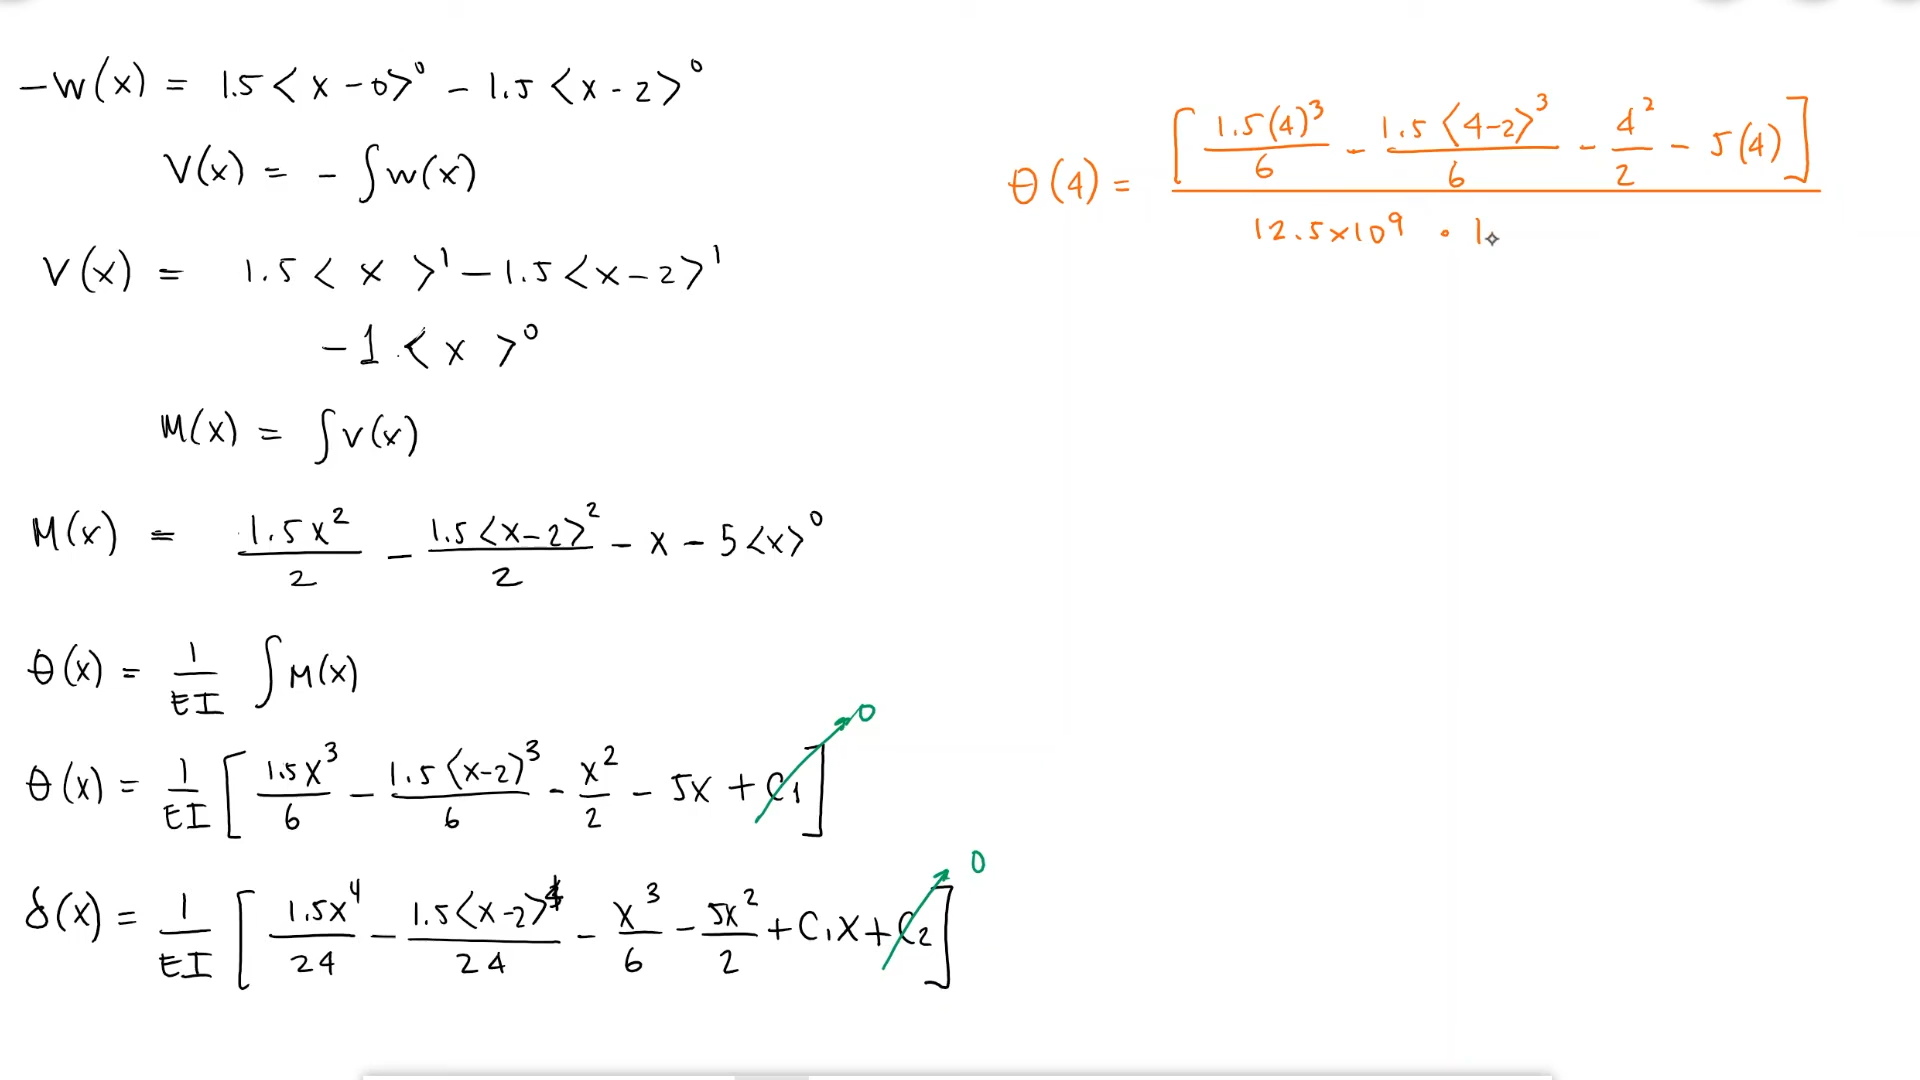 -w(x) = 1.5<x-0>⁰ - 1.5<x-2>⁰
V(x) = - ∫w(x)
V(x) = 1.5<x>¹ - 1.5<x-2>¹
-1<x>⁰
M(x) = ∫v(x)
M(x) = 1.5x²/2 - 1.5<x-2>²/2 - x - 5<x>⁰
θ(x) = 1/EI ∫M(x)
θ(x) = 1/EI [1.5x³/6 - 1.5<x-2>³/6 - x²/2 - 5x + C₁] 0
δ(x) = 1/EI [1.5x⁴/24 - 1.5<x-2>⁴/24 - x³/6 - 5x²/2 + C₁x + C₂] 0
θ(4) = [1.5(4)³/6 - 1.5<4-2>³/6 - 4²/2 - 5(4)]
12.5x10⁹ · 1